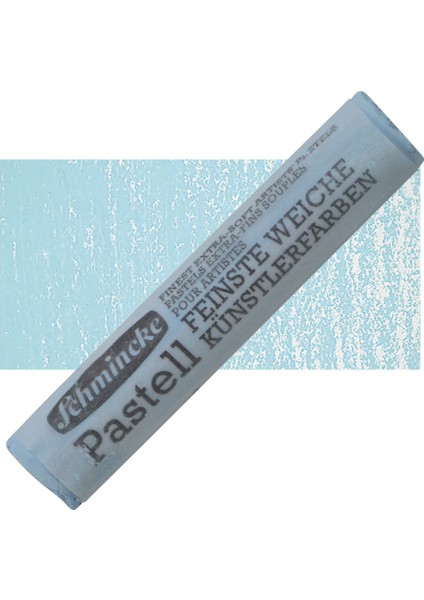 Schmincke
Pastell
FINEST EXTRA-SOFT ARTISTS PASTELS
PASTELS EXTRA-FINS SOUPLES
POUR ARTISTES
FEINSTE WEICHE
KÜNSTLERFARBEN